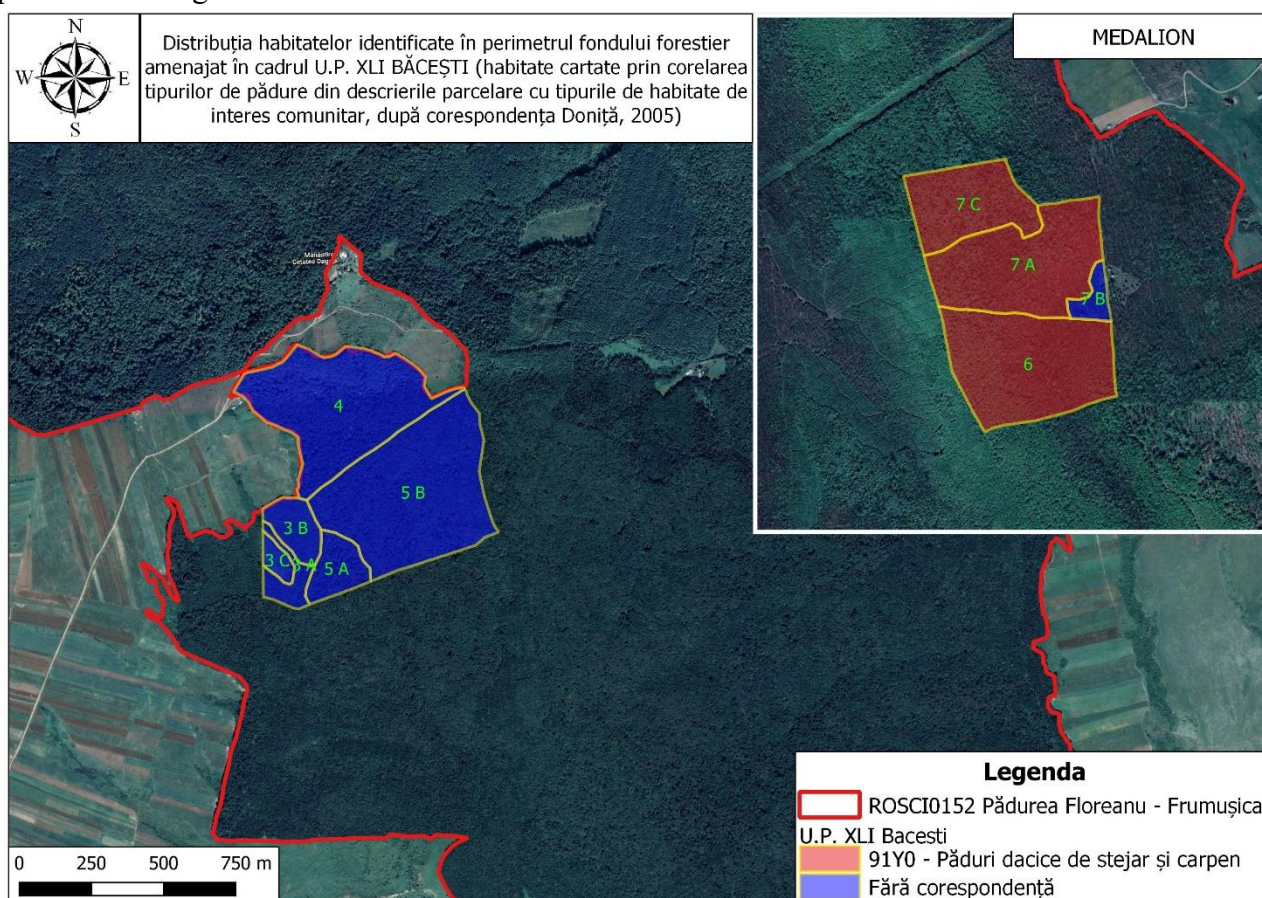 N
W E
S
Distribuția habitatelor identificate în perimetrul fondului forestier
amenajat în cadrul U.P. XLI BĂCEȘTI (habitate cartate prin corelarea
tipurilor de pădure din descrierile parcelare cu tipurile de habitate de
interes comunitar, după corespondența Doniță, 2005)
MEDALION
7 C
7 A
7 B
6
Cetatea
4
5 B
3 B
3 C 3 A 5 A
Legenda
ROSCI0152 Pădurea Floreanu - Frumușica
U.P. XLI Bacesti
91Y0 - Păduri dacice de stejar și carpen
Fără corespondență
0 250 500 750 m